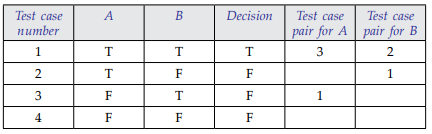 Test case number A B Decision Test case pair for A Test case pair for B
1 T T T 3 2
2 T F F 1
3 F T F 1
4 F F F